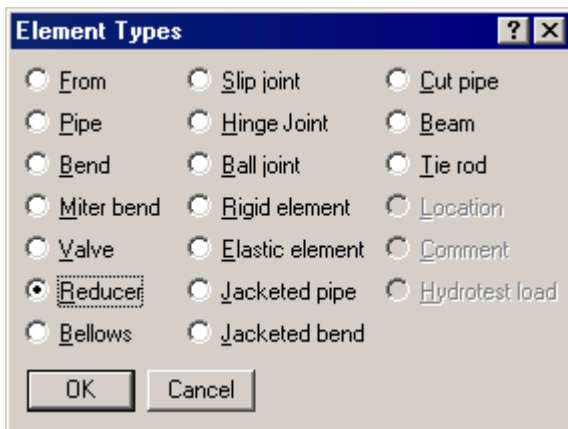 Element Types
From
Slip joint
Cut pipe
Pipe
Hinge Joint
Beam
Bend
Ball joint
Tie rod
Miter bend
Rigid element
Location
Valve
Elastic element
Comment
Reducer
Jacketed pipe
Hydrotest load
Bellows
Jacketed bend
OK
Cancel